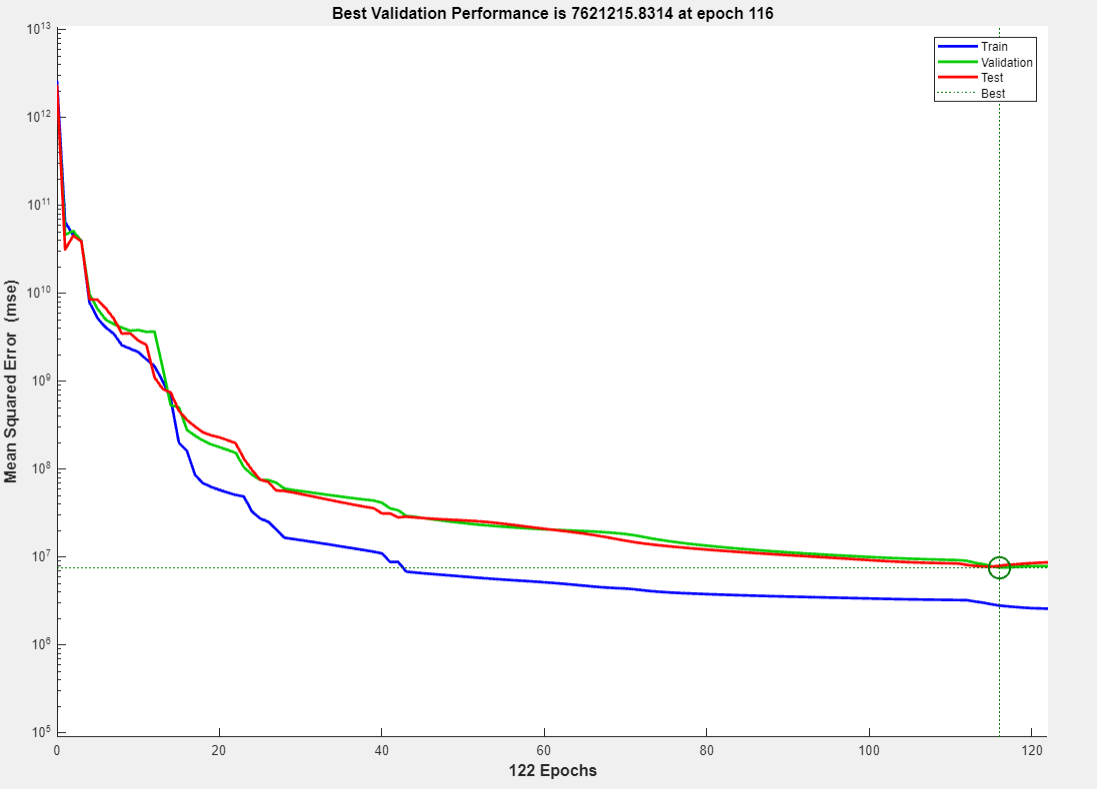 Best Validation Performance is 7621215.8314 at epoch 116
Train
Validation
Test
Best
Mean Squared Error (mse)
10^13
10^12
10^11
10^10
10^9
10^8
10^7
10^6
10^5
0 20 40 60 80 100 120
122 Epochs